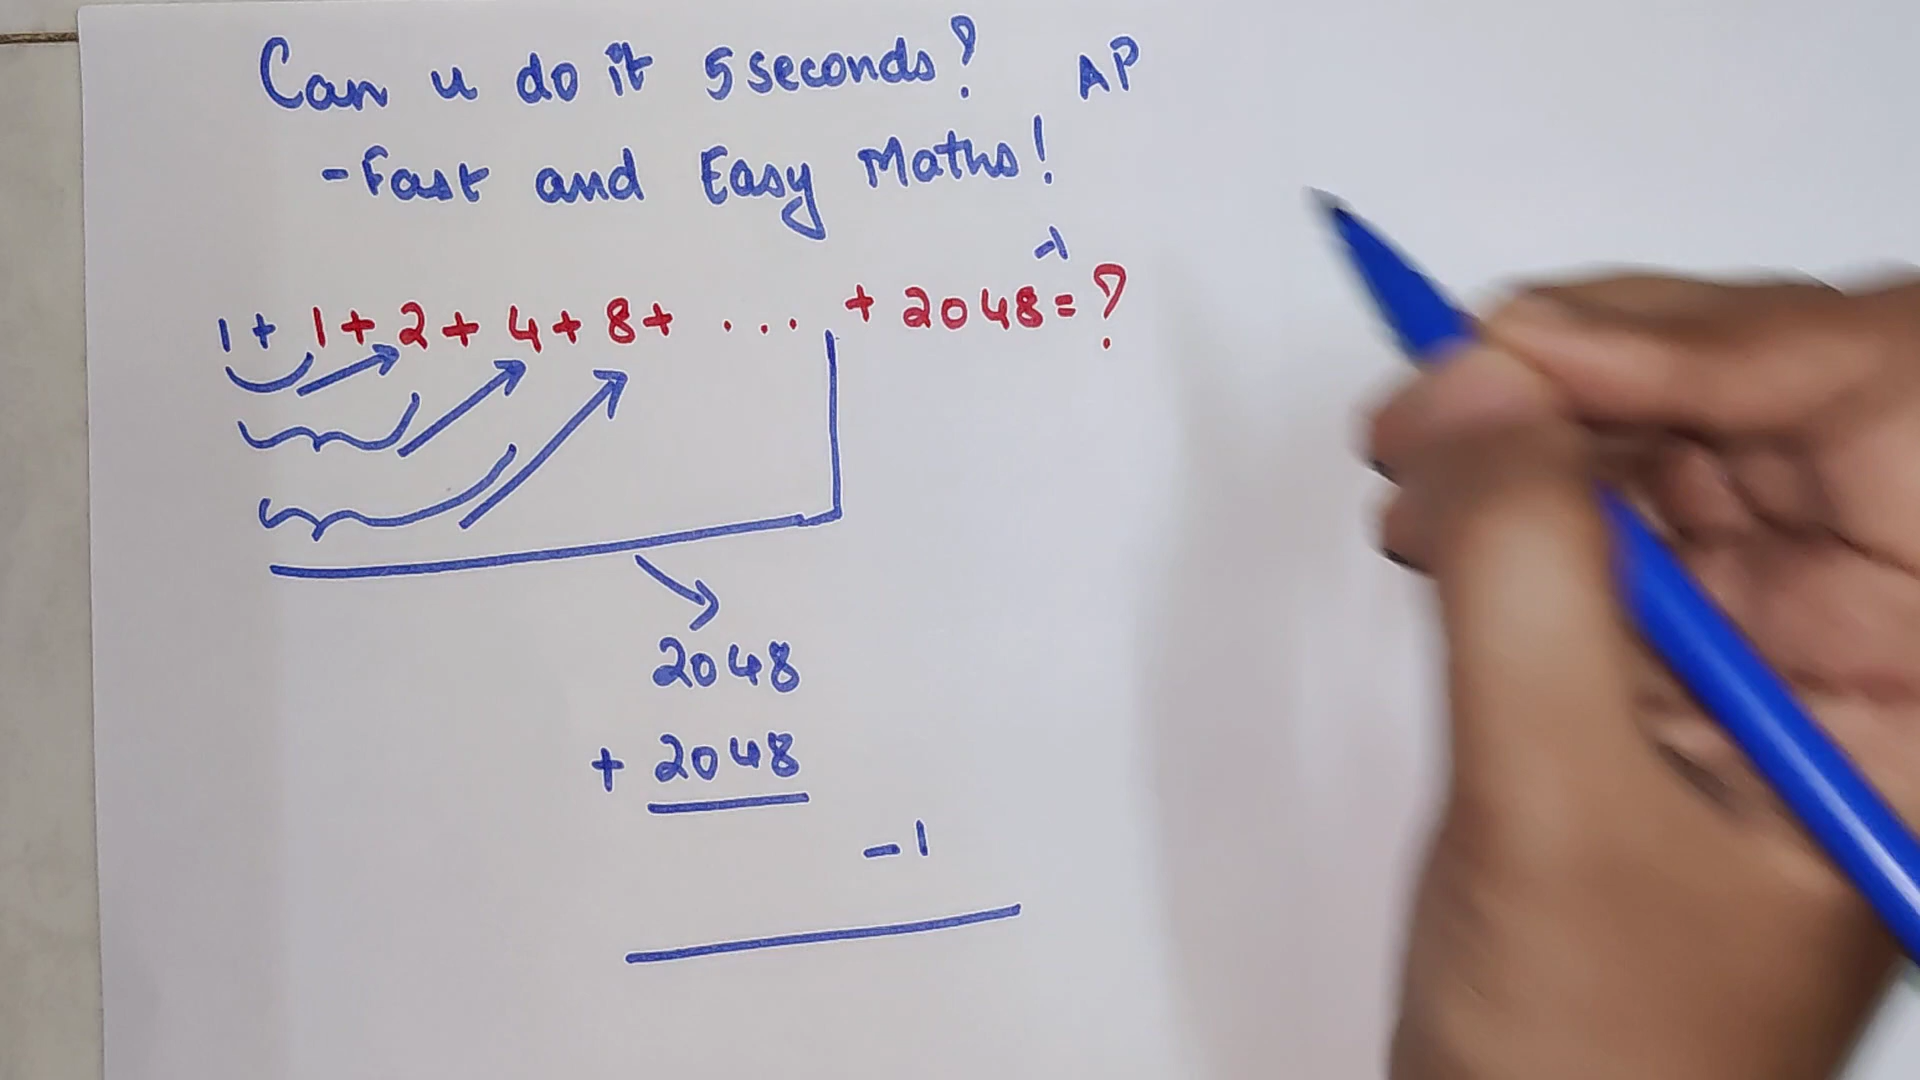 Can u do it 5 seconds? AP
- Fast and Easy Maths!
-1
1 + 1 + 2 + 4 + 8 + ... + 2048 = ?
2048
+ 2048
-1